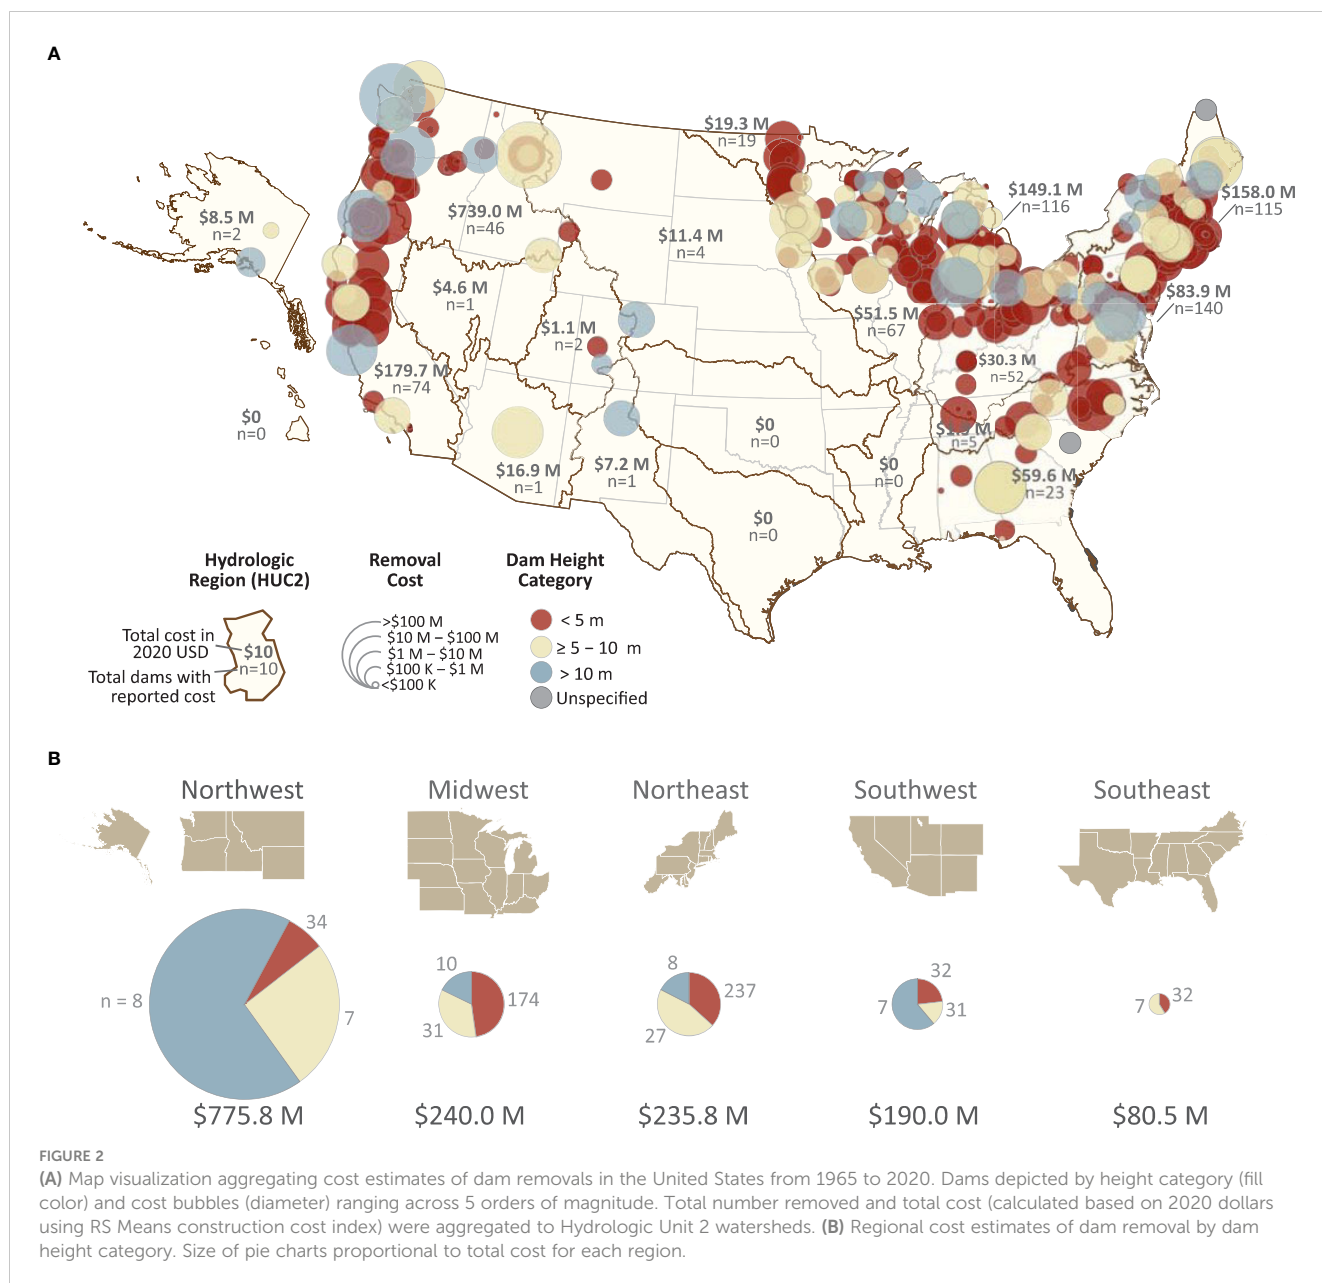 A
$19.3 M
n=19
$149.1 M
n=116
$158.0 M
n=115
$8.5 M
n=2
$739.0 M
n=46
$11.4 M
n=4
$4.6 M
n=1
$83.9 M
n=140
$1.1 M
n=2
$51.5 M
n=67
$179.7 M
n=74
$30.3 M
n=52
$0
n=0
$0
n=0
n=5
$16.9 M
n=1
$7.2 M
n=1
$0
n=0
$59.6 M
n=23
$0
n=0
Hydrologic
Region (HUC2)
Total cost in
2020 USD
$10
n=10
Total dams with
reported cost
Removal
Cost
>$100 M
$10 M – $100 M
$1 M – $10 M
$100 K – $1 M
<$100 K
Dam Height
Category
< 5 m
≥ 5 – 10 m
> 10 m
Unspecified
B
Northwest
Midwest
Northeast
Southwest
Southeast
34
n = 8
7
10
174
31
8
237
27
32
7
31
7
32
$775.8 M
$240.0 M
$235.8 M
$190.0 M
$80.5 M
FIGURE 2
(A) Map visualization aggregating cost estimates of dam removals in the United States from 1965 to 2020. Dams depicted by height category (fill
color) and cost bubbles (diameter) ranging across 5 orders of magnitude. Total number removed and total cost (calculated based on 2020 dollars
using RS Means construction cost index) were aggregated to Hydrologic Unit 2 watersheds. (B) Regional cost estimates of dam removal by dam
height category. Size of pie charts proportional to total cost for each region.